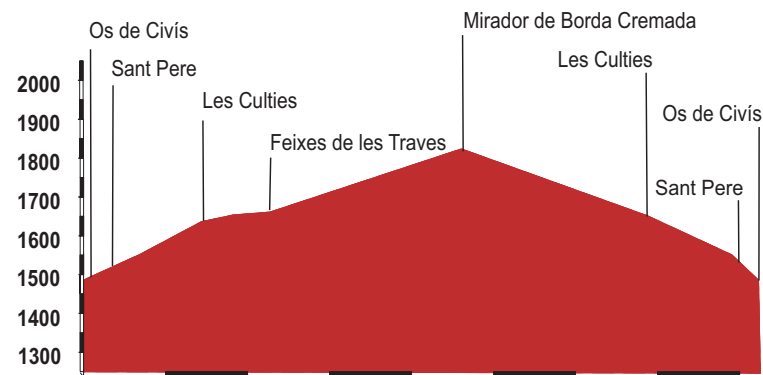 Mirador de Borda Cremada
Os de Civís
Les Culties
Sant Pere
Les Culties
Os de Civís
Feixes de les Traves
Sant Pere
2000
1900
1800
1700
1600
1500
1400
1300